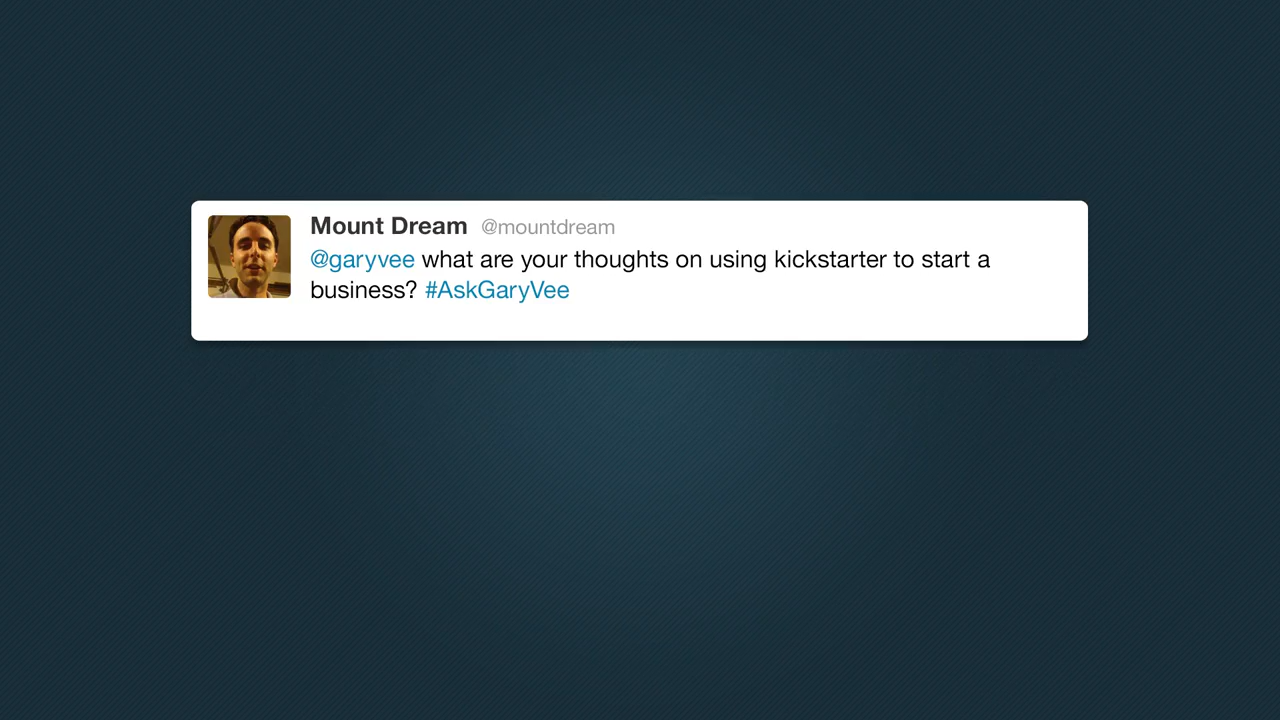 Mount Dream @mountdream
@garyvee what are your thoughts on using kickstarter to start a
business? #AskGaryVee